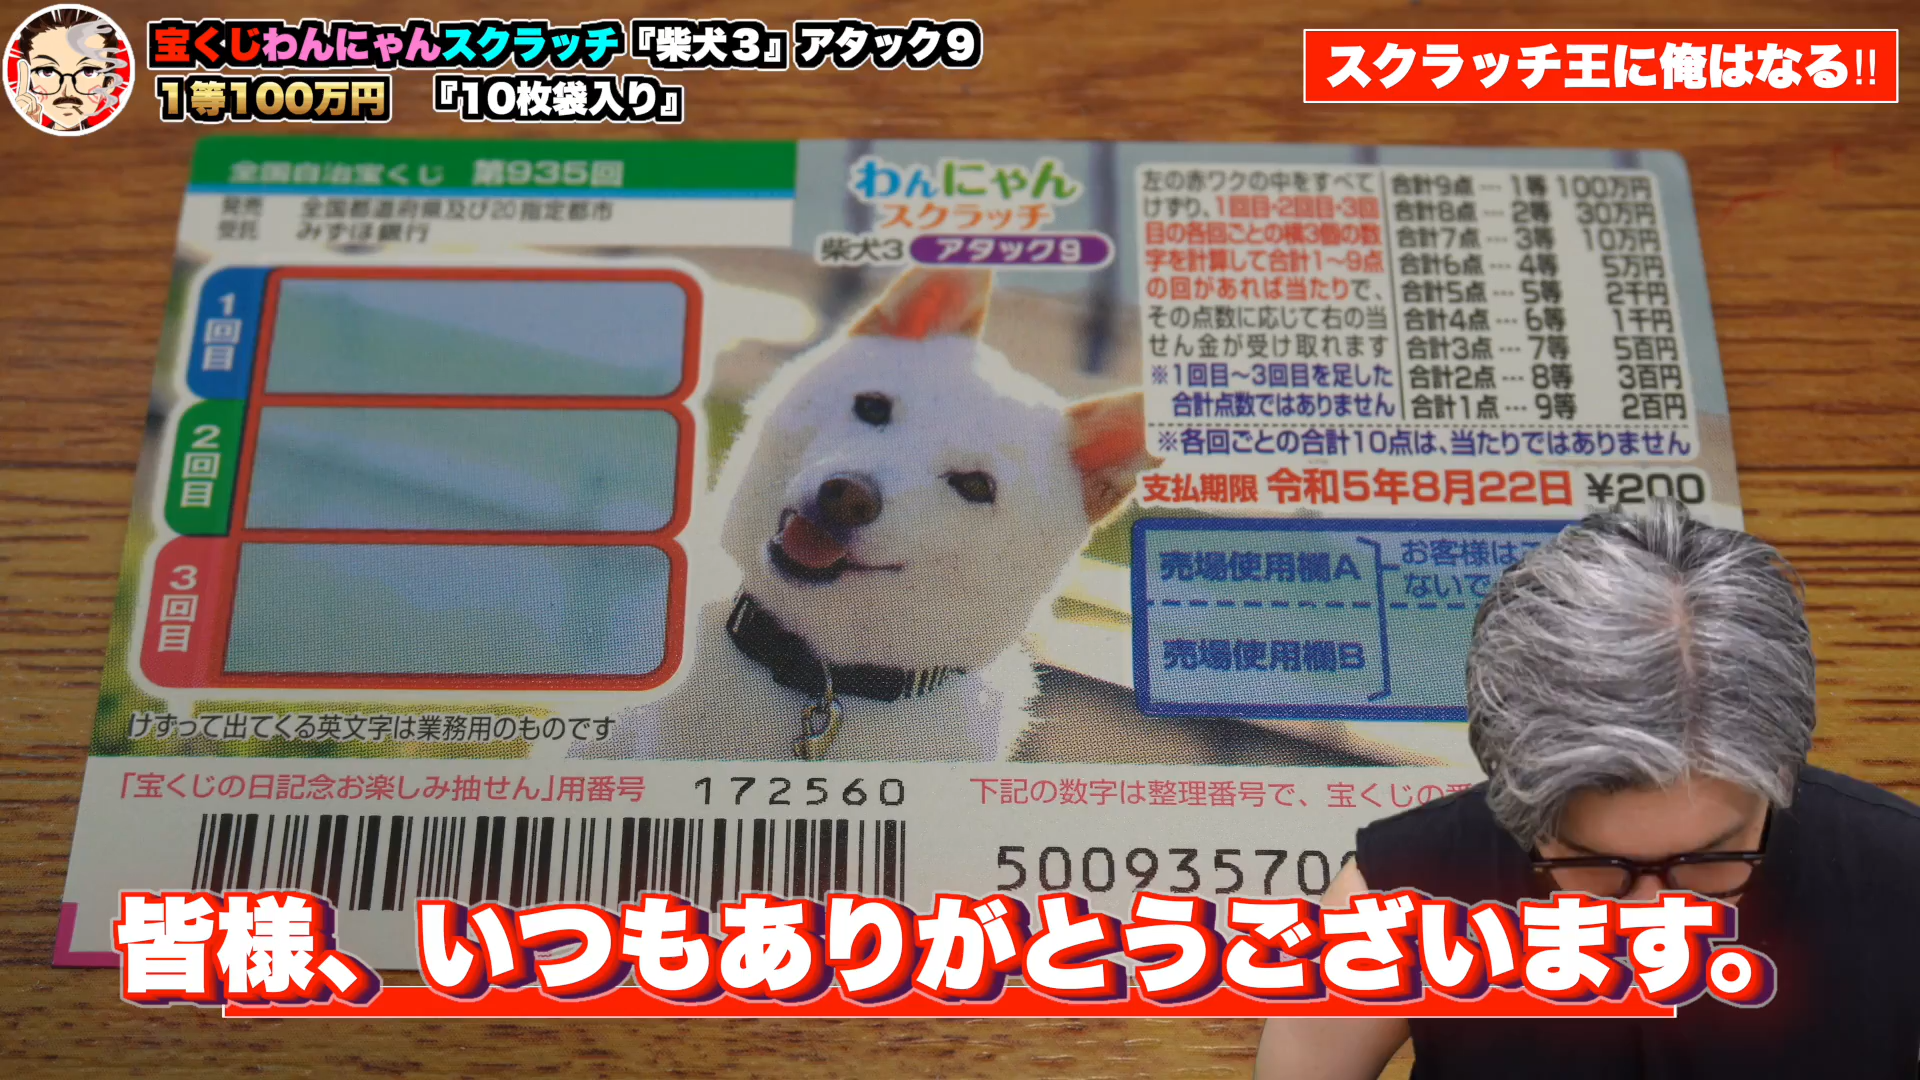 宝くじわんにゃんスクラッチ『柴犬3』アタック9
1等100万円 『10枚袋入り』
スクラッチ王に俺はなる!!
全国自治宝くじ 第935回
発売 全国都道府県及び20指定都市
受託 みずほ銀行
わんにゃん
スクラッチ
柴犬3 アタック9
1回目
2回目
3回目
けずって出てくる英文字は業務用のものです
左の赤ワクの中をすべて
けずり、1回目・2回目・3回
目の各回ごとの横3個の数
字を計算して合計1〜9点
の回があれば当たりで、
その点数に応じて右の当
せん金が受け取れます
※1回目〜3回目を足した
合計点数ではありません
合計9点…1等 100万円
合計8点…2等 30万円
合計7点…3等 10万円
合計6点…4等 5万円
合計5点…5等 2千円
合計4点…6等 1千円
合計3点…7等 5百円
合計2点…8等 3百円
合計1点…9等 2百円
※各回ごとの合計10点は、当たりではありません
支払期限 令和5年8月22日 ¥200
売場使用欄A
売場使用欄B
お客様は
ないで
「宝くじの日記念お楽しみ抽せん」用番号 172560
下記の数字は整理番号で、宝くじの
50093570
皆様、いつもありがとうございます。